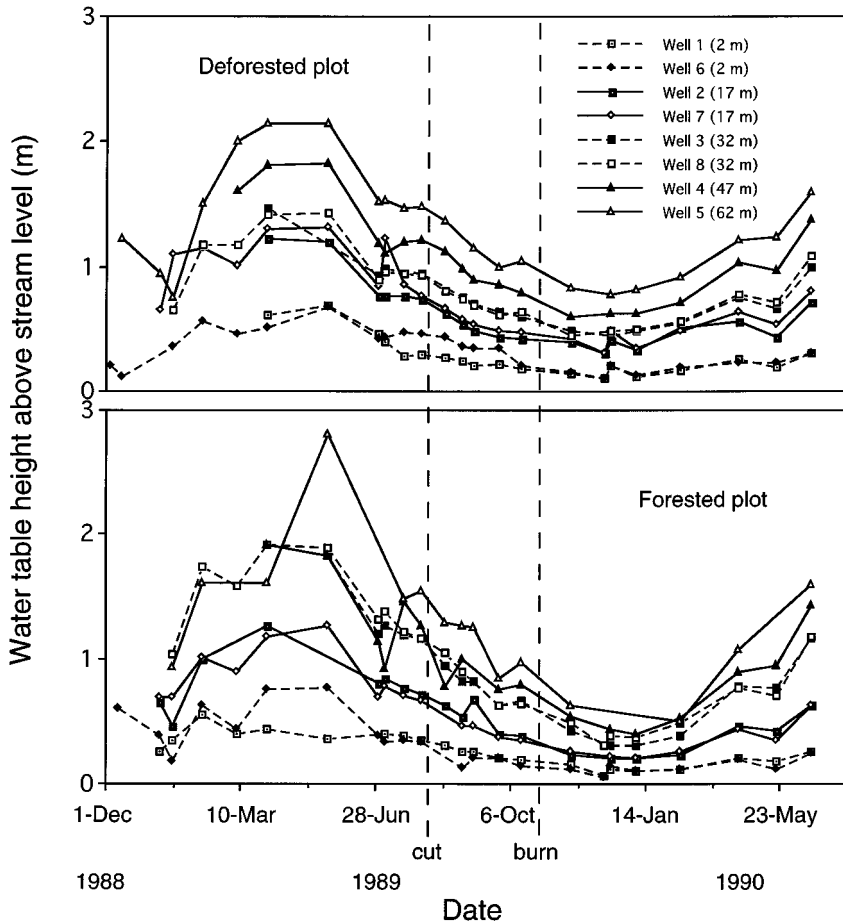 3
Deforested plot
Well 1 (2 m)
Well 6 (2 m)
Well 2 (17 m)
Well 7 (17 m)
Well 3 (32 m)
Well 8 (32 m)
Well 4 (47 m)
Well 5 (62 m)
2
1
0
Water table height above stream level (m)
3
Forested plot
2
1
0
1-Dec
10-Mar
28-Jun
6-Oct
14-Jan
23-May
cut
burn
1988
1989
1990
Date